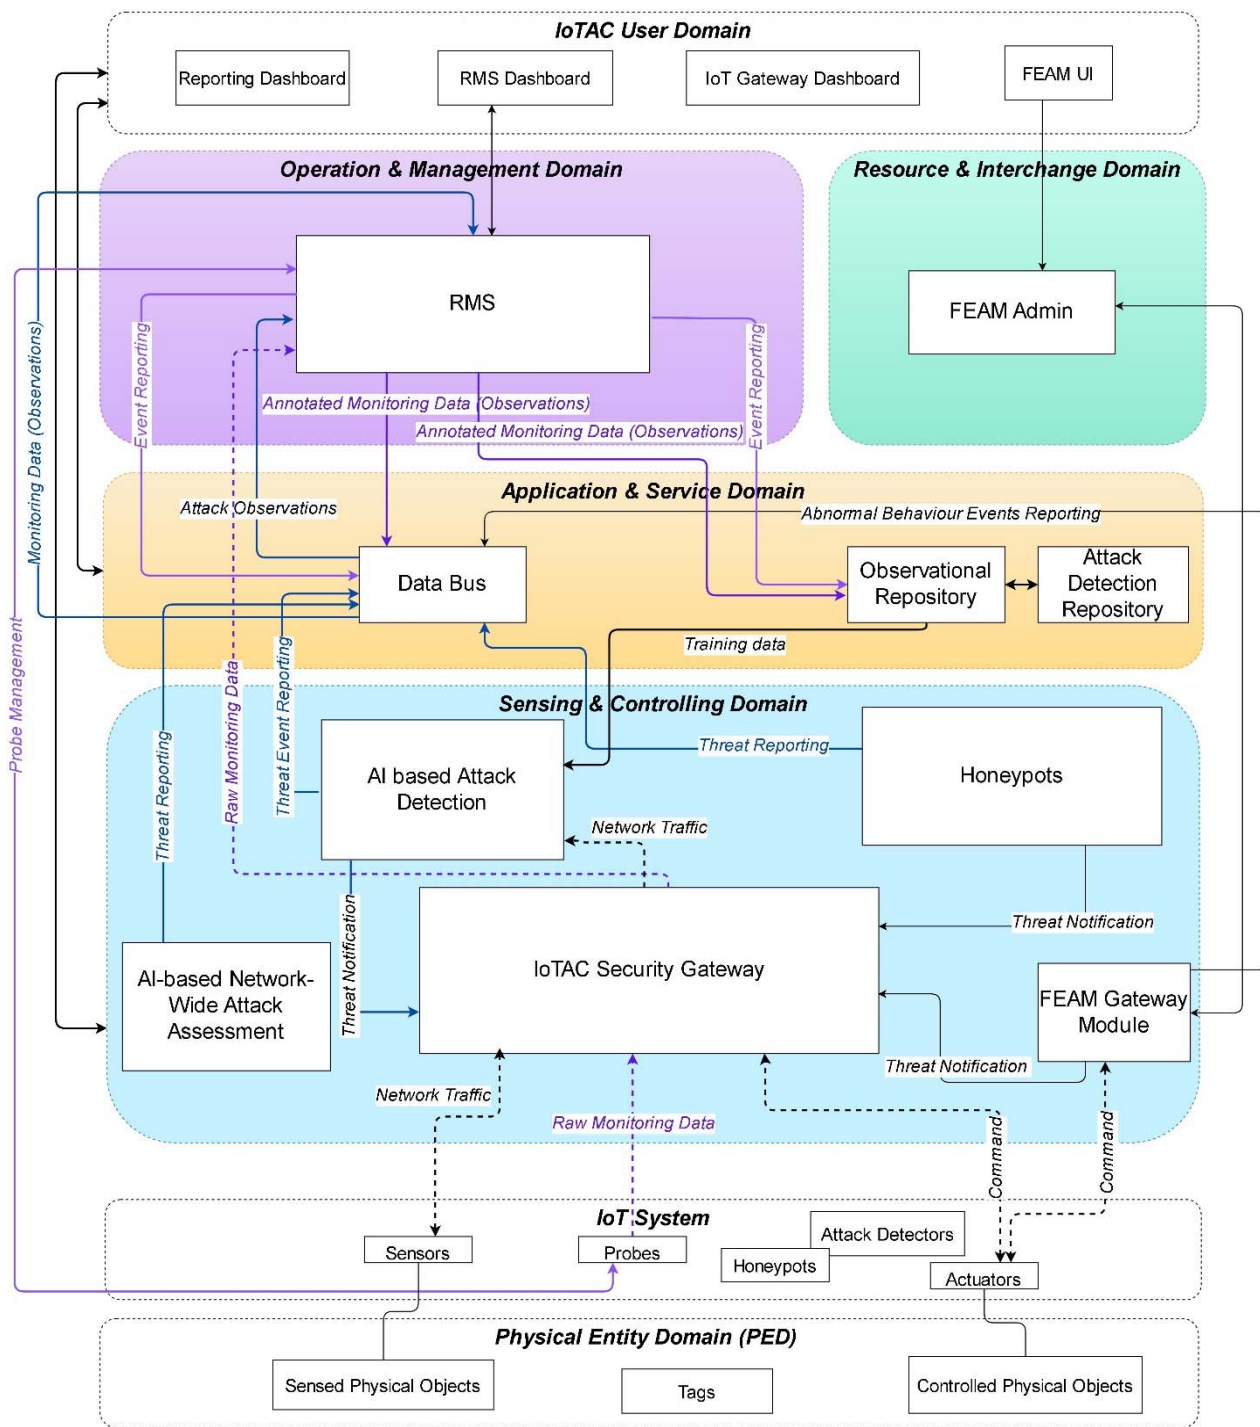 IoTAC User Domain
Reporting Dashboard
RMS Dashboard
IoT Gateway Dashboard
FEAM UI
Operation & Management Domain
Resource & Interchange Domain
RMS
FEAM Admin
Monitoring Data (Observations)
Event Reporting
Annotated Monitoring Data (Observations)
Annotated Monitoring Data (Observations)
Event Reporting
Application & Service Domain
Attack Observations
Abnormal Behaviour Events Reporting
Data Bus
Observational
Repository
Attack
Detection
Repository
Training data
Probe Management
Raw Monitoring Data
Sensing & Controlling Domain
Threat Reporting
Threat Event Reporting
AI based Attack
Detection
Threat Reporting
Honeypots
Network Traffic
Threat Notification
Threat Notification
IoTAC Security Gateway
AI-based Network-
Wide Attack
Assessment
FEAM Gateway
Module
Threat Notification
Network Traffic
Raw Monitoring Data
Command
Command
IoT System
Sensors
Probes
Attack Detectors
Honeypots
Actuators
Physical Entity Domain (PED)
Sensed Physical Objects
Tags
Controlled Physical Objects